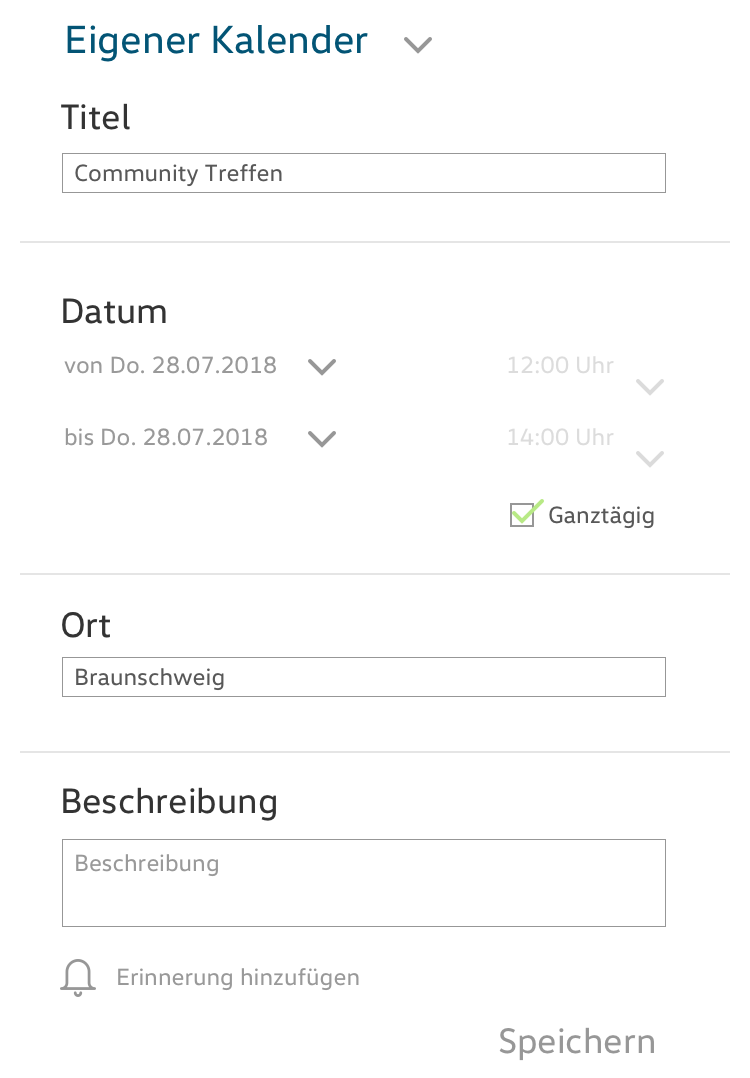 Eigener Kalender
Titel
Community Treffen
Datum
von Do. 28.07.2018
12:00 Uhr
bis Do. 28.07.2018
14:00 Uhr
Ganztägig
Ort
Braunschweig
Beschreibung
Beschreibung
Erinnerung hinzufügen
Speichern